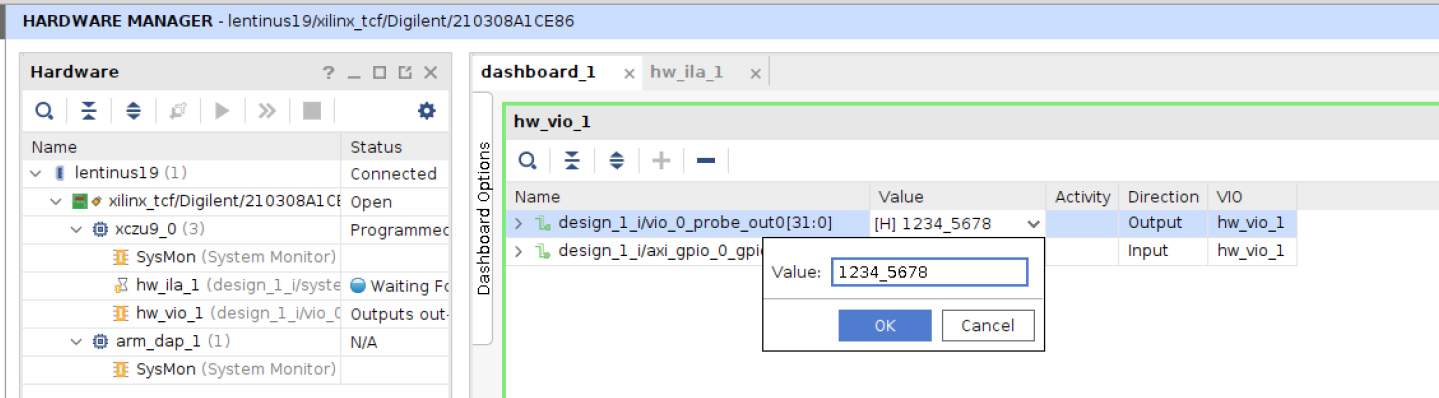 HARDWARE MANAGER - lentinus19/xilinx_tcf/Digilent/210308A1CE86
Hardware
Name Status
lentinus19 (1) Connected
xilinx_tcf/Digilent/210308A1CE Open
xczu9_0 (3) Programmed
SysMon (System Monitor)
hw_ila_1 (design_1_i/syste Waiting Fo
hw_vio_1 (design_1_i/vio_0 Outputs out-
arm_dap_1 (1) N/A
SysMon (System Monitor)
dashboard_1 hw_ila_1
Dashboard Options
hw_vio_1
Name Value Activity Direction VIO
design_1_i/vio_0_probe_out0[31:0] [H] 1234_5678 Output hw_vio_1
design_1_i/axi_gpio_0_gpi Input hw_vio_1
Value: 1234_5678
OK Cancel